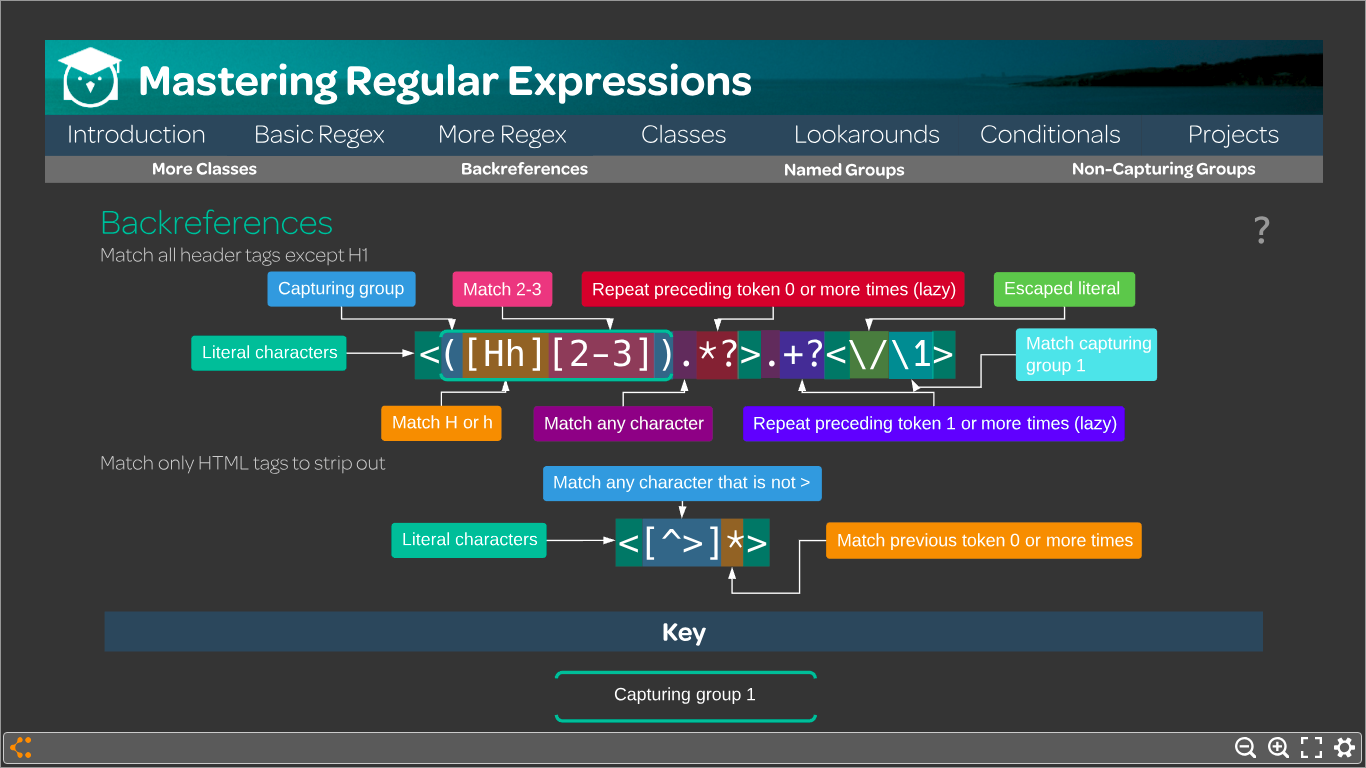 Mastering Regular Expressions
Introduction Basic Regex More Regex Classes Lookarounds Conditionals Projects
More Classes Backreferences Named Groups Non-Capturing Groups
Backreferences
?
Match all header tags except H1
Capturing group Match 2-3 Repeat preceding token 0 or more times (lazy) Escaped literal
Literal characters
<([Hh][2-3]).*?>.+?<\/\1>
Match capturing
group 1
Match H or h Match any character Repeat preceding token 1 or more times (lazy)
Match only HTML tags to strip out
Match any character that is not >
Literal characters
<[^>]*>
Match previous token 0 or more times
Key
Capturing group 1